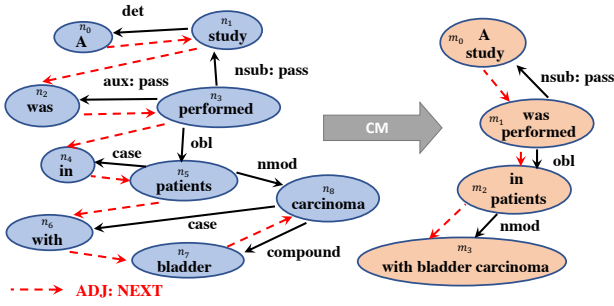 det
n₀
A
n₁
study
nsub: pass
aux: pass
n₂
was
n₃
performed
obl
case
n₄
in
n₅
patients
nmod
n₈
carcinoma
n₆
with
case
n₇
bladder
compound
ADJ: NEXT
CM
m₀
A
study
nsub: pass
m₁
was
performed
obl
m₂
in
patients
nmod
m₃
with bladder carcinoma